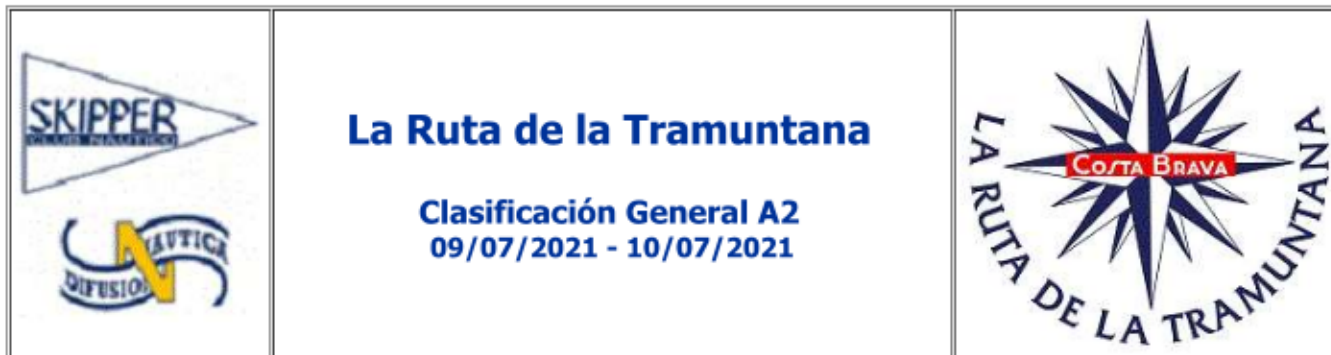 SKIPPER
CLUB NAUTICO
NAUTICA
DIFUSION
La Ruta de la Tramuntana
Clasificación General A2
09/07/2021 - 10/07/2021
COSTA BRAVA
LA RUTA DE LA TRAMUNTANA